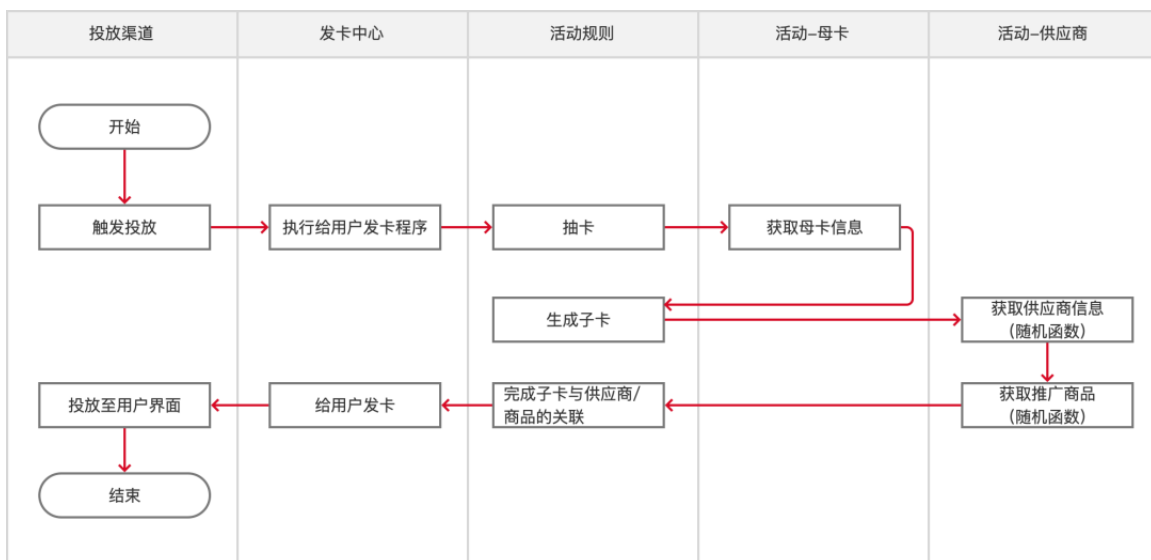 投放渠道
发卡中心
活动规则
活动-母卡
活动-供应商
开始
触发投放
执行给用户发卡程序
抽卡
获取母卡信息
生成子卡
获取供应商信息
(随机函数)
投放至用户界面
给用户发卡
完成子卡与供应商/
商品的关联
获取推广商品
(随机函数)
结束